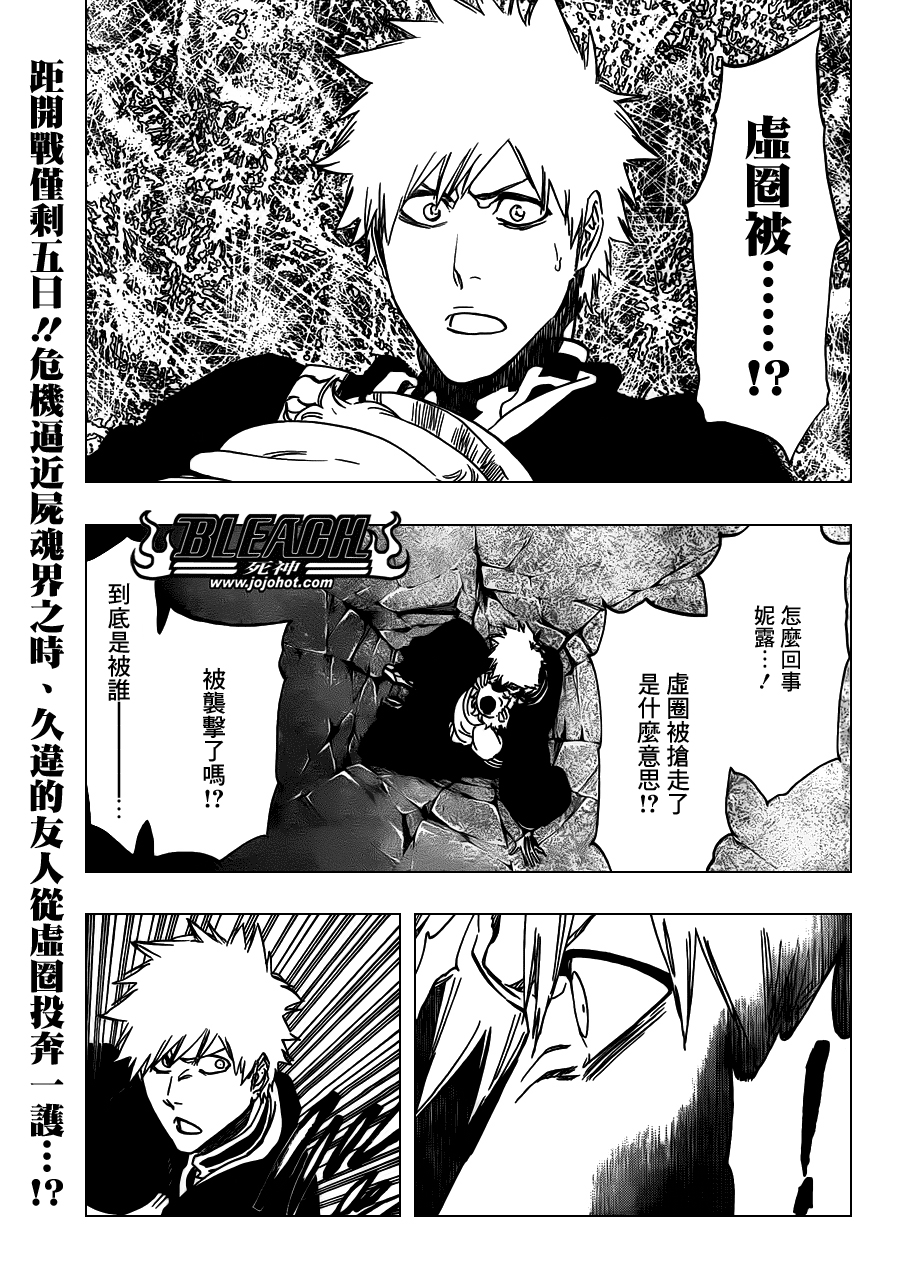 距開戰僅剩五日!!危機逼近屍魂界之時、久違的友人從虛圈投奔一護…!?
虛圈被……!?
怎麼回事
妮露…!
虛圈被搶走了
是什麼意思!?
被襲擊了嗎!?
到底是被誰——…
BLEACH
死神
www.jojohot.com
!